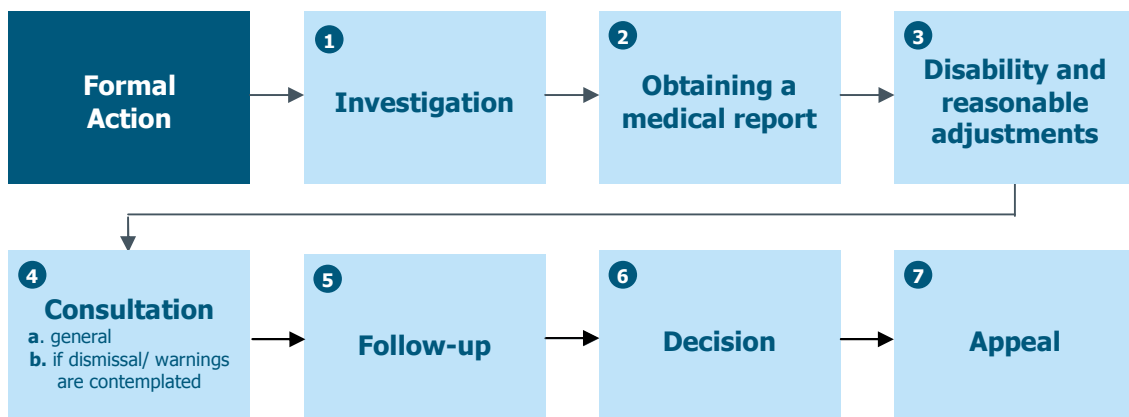 Formal
Action
1
Investigation
2
Obtaining a
medical report
3
Disability and
reasonable
adjustments
4
Consultation
a. general
b. if dismissal/ warnings
are contemplated
5
Follow-up
6
Decision
7
Appeal